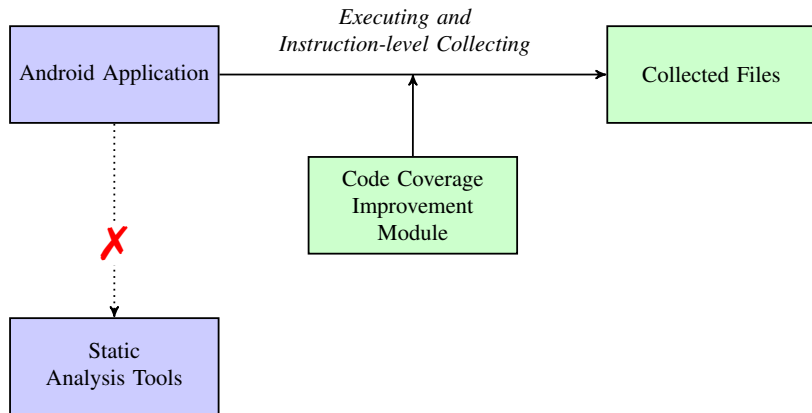 Executing and
Instruction-level Collecting
Android Application
Collected Files
Code Coverage
Improvement
Module
Static
Analysis Tools